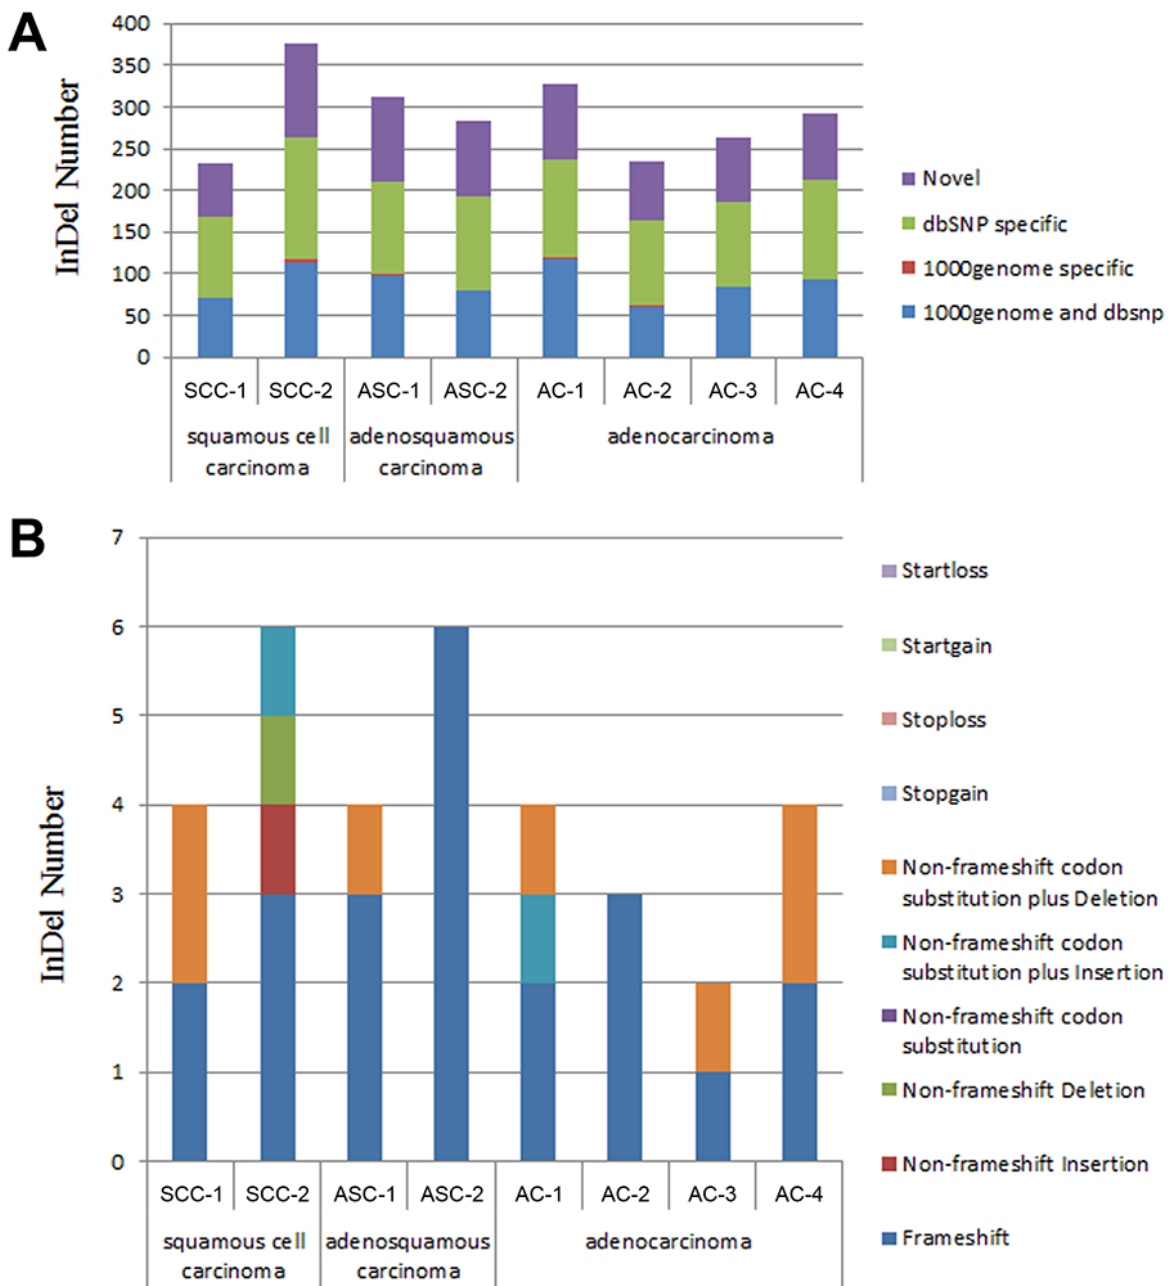 A
InDel Number
400
350
300
250
200
150
100
50
0
SCC-1 SCC-2 ASC-1 ASC-2 AC-1 AC-2 AC-3 AC-4
squamous cell
carcinoma
adenosquamous
carcinoma
adenocarcinoma
Novel
dbSNP specific
1000genome specific
1000genome and dbsnp
B
InDel Number
7
6
5
4
3
2
1
0
SCC-1 SCC-2 ASC-1 ASC-2 AC-1 AC-2 AC-3 AC-4
squamous cell
carcinoma
adenosquamous
carcinoma
adenocarcinoma
Startloss
Startgain
Stoploss
Stopgain
Non-frameshift codon
substitution plus Deletion
Non-frameshift codon
substitution plus Insertion
Non-frameshift codon
substitution
Non-frameshift Deletion
Non-frameshift Insertion
Frameshift